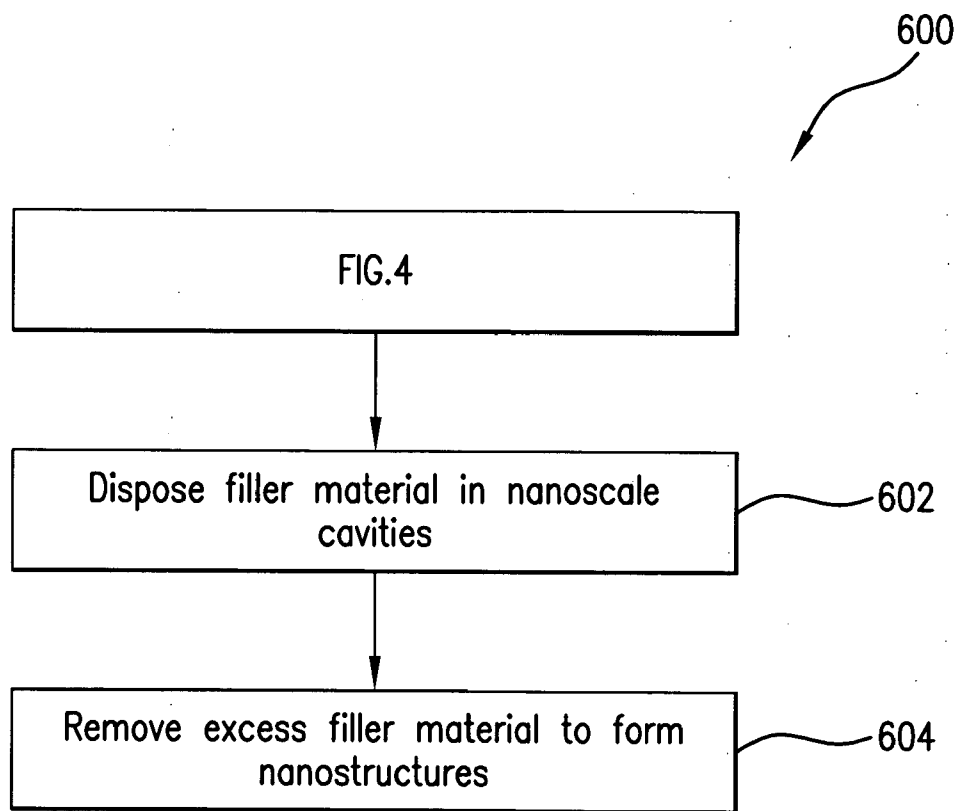 600
FIG.4
Dispose filler material in nanoscale
cavities
602
Remove excess filler material to form
nanostructures
604